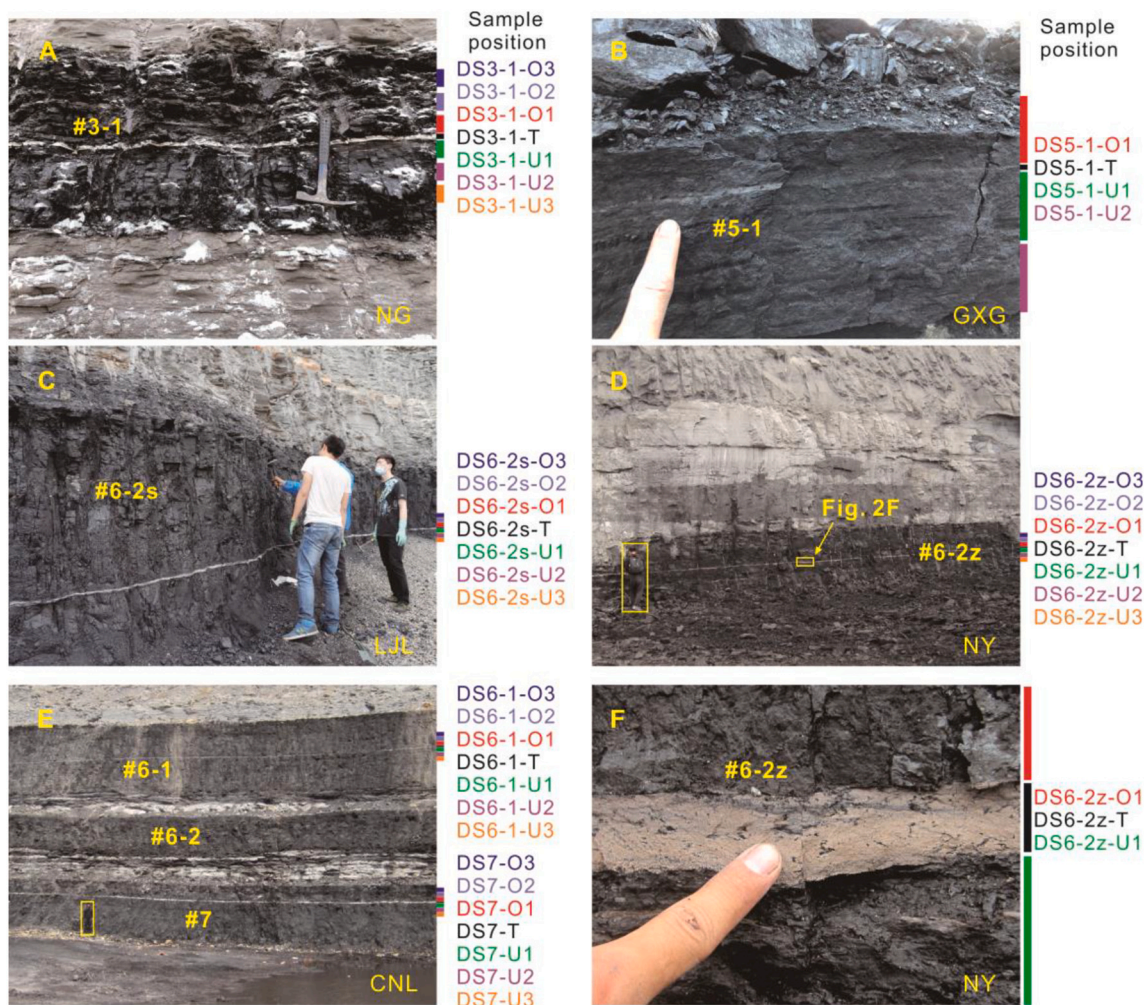 Sample
position
A
#3-1
NG
DS3-1-O3
DS3-1-O2
DS3-1-O1
DS3-1-T
DS3-1-U1
DS3-1-U2
DS3-1-U3
Sample
position
B
#5-1
GXG
DS5-1-O1
DS5-1-T
DS5-1-U1
DS5-1-U2
C
#6-2s
LJL
DS6-2s-O3
DS6-2s-O2
DS6-2s-O1
DS6-2s-T
DS6-2s-U1
DS6-2s-U2
DS6-2s-U3
D
Fig. 2F
#6-2z
NY
DS6-2z-O3
DS6-2z-O2
DS6-2z-O1
DS6-2z-T
DS6-2z-U1
DS6-2z-U2
DS6-2z-U3
E
#6-1
#6-2
#7
CNL
DS6-1-O3
DS6-1-O2
DS6-1-O1
DS6-1-T
DS6-1-U1
DS6-1-U2
DS6-1-U3
DS7-O3
DS7-O2
DS7-O1
DS7-T
DS7-U1
DS7-U2
DS7-U3
F
#6-2z
NY
DS6-2z-O1
DS6-2z-T
DS6-2z-U1